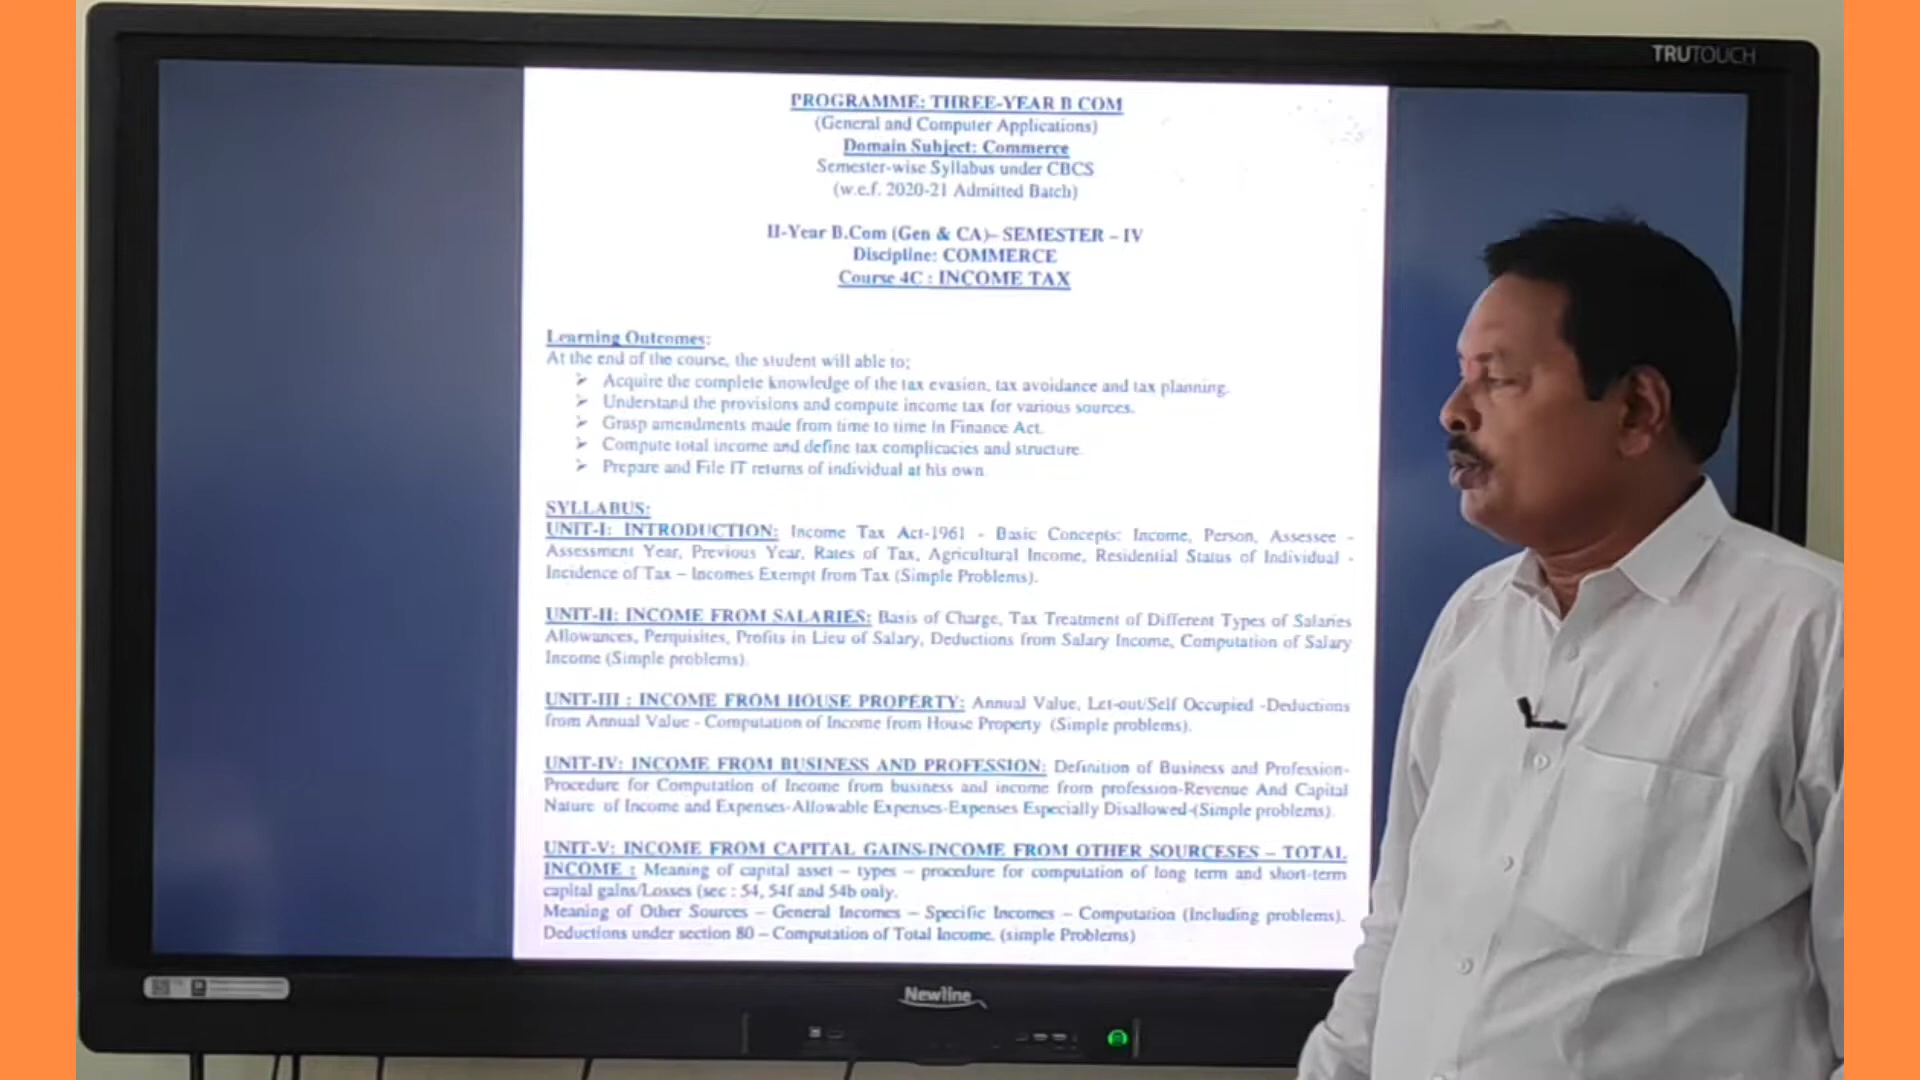 TRUTOUCH
PROGRAMME: THREE-YEAR B COM
(General and Computer Applications)
Domain Subject: Commerce
Semester-wise Syllabus under CBCS
(w.e.f. 2020-21 Admitted Batch)
II-Year B.Com (Gen & CA)– SEMESTER – IV
Discipline: COMMERCE
Course 4C : INCOME TAX
Learning Outcomes:
At the end of the course, the student will able to;
➢ Acquire the complete knowledge of the tax evasion, tax avoidance and tax planning.
➢ Understand the provisions and compute income tax for various sources.
➢ Grasp amendments made from time to time in Finance Act.
➢ Compute total income and define tax complicacies and structure.
➢ Prepare and File IT returns of individual at his own.
SYLLABUS:
UNIT-I: INTRODUCTION: Income Tax Act-1961 - Basic Concepts: Income, Person, Assessee -
Assessment Year, Previous Year, Rates of Tax, Agricultural Income, Residential Status of Individual -
Incidence of Tax – Incomes Exempt from Tax (Simple Problems).
UNIT-II: INCOME FROM SALARIES: Basis of Charge, Tax Treatment of Different Types of Salaries
Allowances, Perquisites, Profits in Lieu of Salary, Deductions from Salary Income, Computation of Salary
Income (Simple problems).
UNIT-III : INCOME FROM HOUSE PROPERTY: Annual Value, Let-out/Self Occupied -Deductions
from Annual Value - Computation of Income from House Property (Simple problems).
UNIT-IV: INCOME FROM BUSINESS AND PROFESSION: Definition of Business and Profession-
Procedure for Computation of Income from business and income from profession-Revenue And Capital
Nature of Income and Expenses-Allowable Expenses-Expenses Especially Disallowed-(Simple problems).
UNIT-V: INCOME FROM CAPITAL GAINS-INCOME FROM OTHER SOURCESES – TOTAL
INCOME : Meaning of capital asset – types – procedure for computation of long term and short-term
capital gains/Losses (sec : 54, 54f and 54b only.
Meaning of Other Sources – General Incomes – Specific Incomes – Computation (Including problems).
Deductions under section 80 – Computation of Total Income. (simple Problems)
Newline